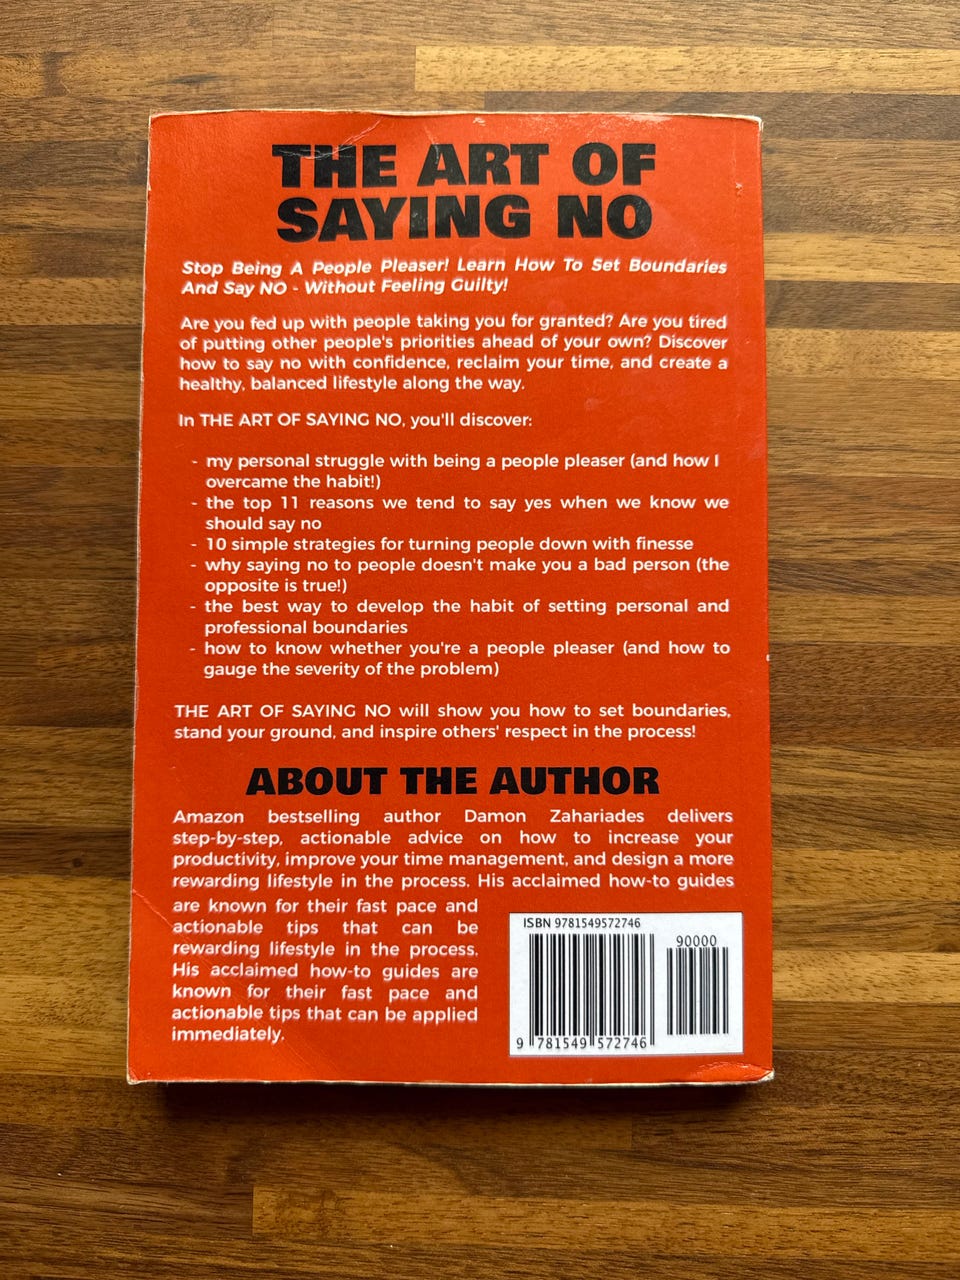 THE ART OF
SAYING NO
Stop Being A People Pleaser! Learn How To Set Boundaries
And Say NO - Without Feeling Guilty!
Are you fed up with people taking you for granted? Are you tired
of putting other people's priorities ahead of your own? Discover
how to say no with confidence, reclaim your time, and create a
healthy, balanced lifestyle along the way.
In THE ART OF SAYING NO, you'll discover:
- my personal struggle with being a people pleaser (and how I
overcame the habit!)
- the top 11 reasons we tend to say yes when we know we
should say no
- 10 simple strategies for turning people down with finesse
- why saying no to people doesn't make you a bad person (the
opposite is true!)
- the best way to develop the habit of setting personal and
professional boundaries
- how to know whether you're a people pleaser (and how to
gauge the severity of the problem)
THE ART OF SAYING NO will show you how to set boundaries,
stand your ground, and inspire others' respect in the process!
ABOUT THE AUTHOR
Amazon bestselling author Damon Zahariades delivers
step-by-step, actionable advice on how to increase your
productivity, improve your time management, and design a more
rewarding lifestyle in the process. His acclaimed how-to guides
are known for their fast pace and
actionable tips that can be
rewarding lifestyle in the process.
His acclaimed how-to guides are
known for their fast pace and
actionable tips that can be applied
immediately.
ISBN 9781549572746
90000
9 781549 572746